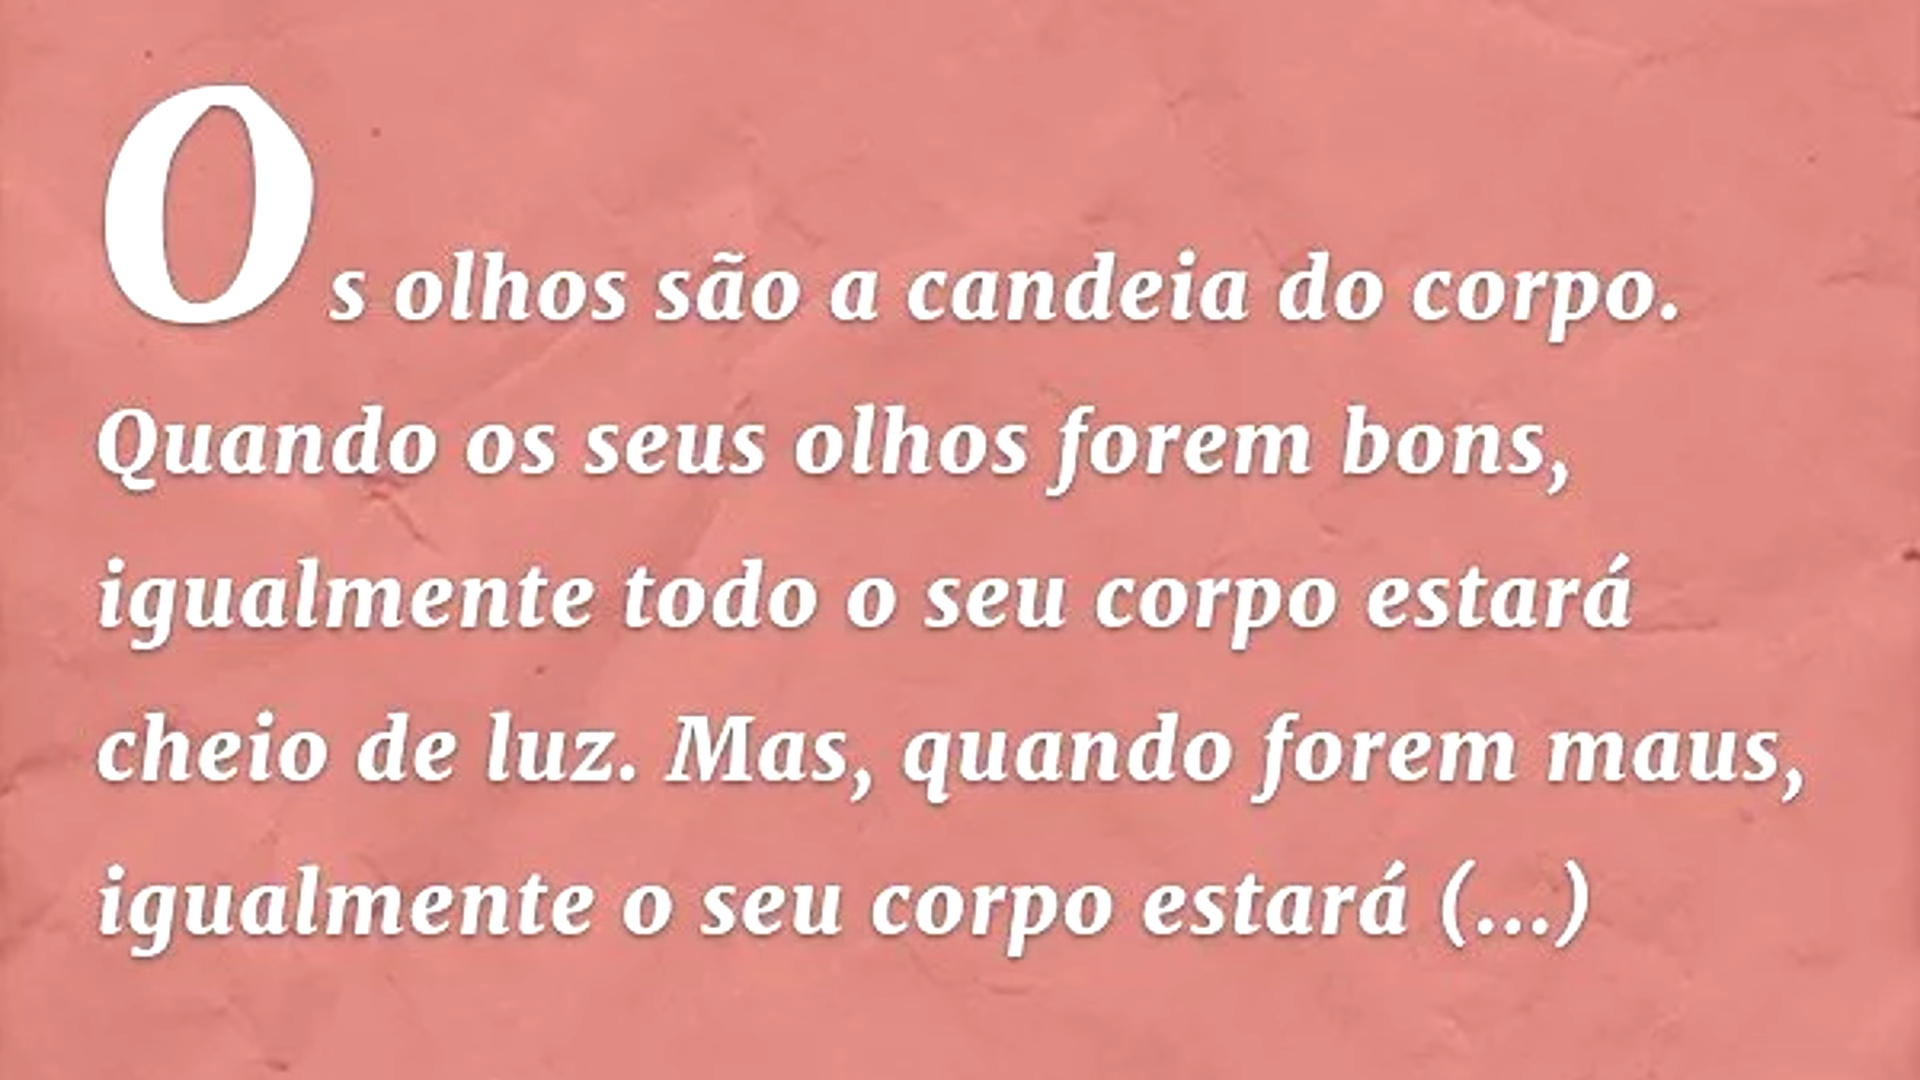 Os olhos são a candeia do corpo.
Quando os seus olhos forem bons,
igualmente todo o seu corpo estará
cheio de luz. Mas, quando forem maus,
igualmente o seu corpo estará (...)